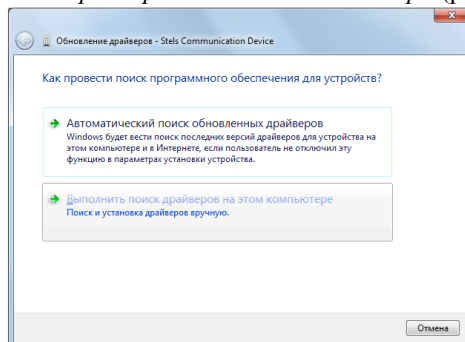 Обновление драйверов - Stels Communication Device
Как провести поиск программного обеспечения для устройств?
Автоматический поиск обновленных драйверов
Windows будет вести поиск последних версий драйверов для устройства на
этом компьютере и в Интернете, если пользователь не отключил эту
функцию в параметрах установки устройства.
Выполнить поиск драйверов на этом компьютере
Поиск и установка драйверов вручную.
Отмена